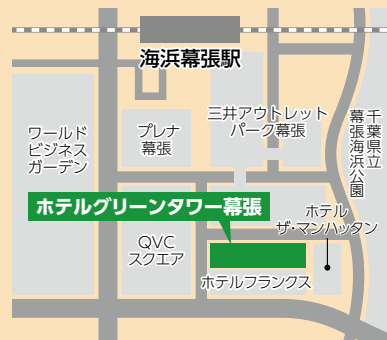 海浜幕張駅
三井アウトレット
パーク幕張
プレナ
幕張
ワールド
ビジネス
ガーデン
千葉県立
幕張海浜公園
ホテルグリーンタワー幕張
ホテル
ザ・マンハッタン
QVC
スクエア
ホテルフランクス